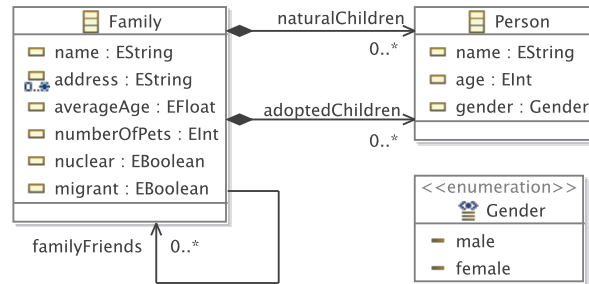 Family
name : EString
address : EString
0..*
averageAge : EFloat
numberOfPets : EInt
nuclear : EBoolean
migrant : EBoolean
naturalChildren
0..*
adoptedChildren
0..*
familyFriends
0..*
Person
name : EString
age : EInt
gender : Gender
<<enumeration>>
Gender
male
female